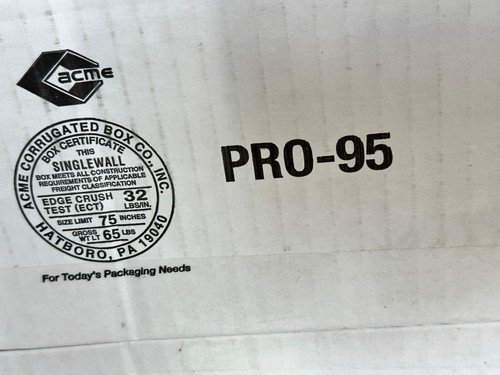 acme
ACME CORRUGATED BOX CO., INC.
BOX CERTIFICATE
THIS
SINGLEWALL
BOX MEETS ALL CONSTRUCTION
REQUIREMENTS OF APPLICABLE
FREIGHT CLASSIFICATION
EDGE CRUSH TEST (ECT) 32 LBS/IN.
SIZE LIMIT 75 INCHES
GROSS WT LT 65 LBS
HATBORO, PA 19040
For Today's Packaging Needs
PRO-95